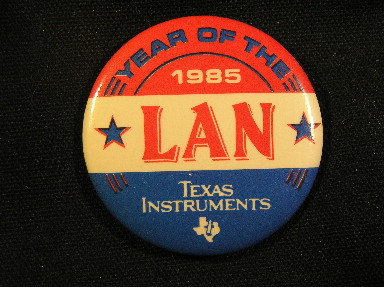 YEAR OF THE
1985
LAN
TEXAS
INSTRUMENTS